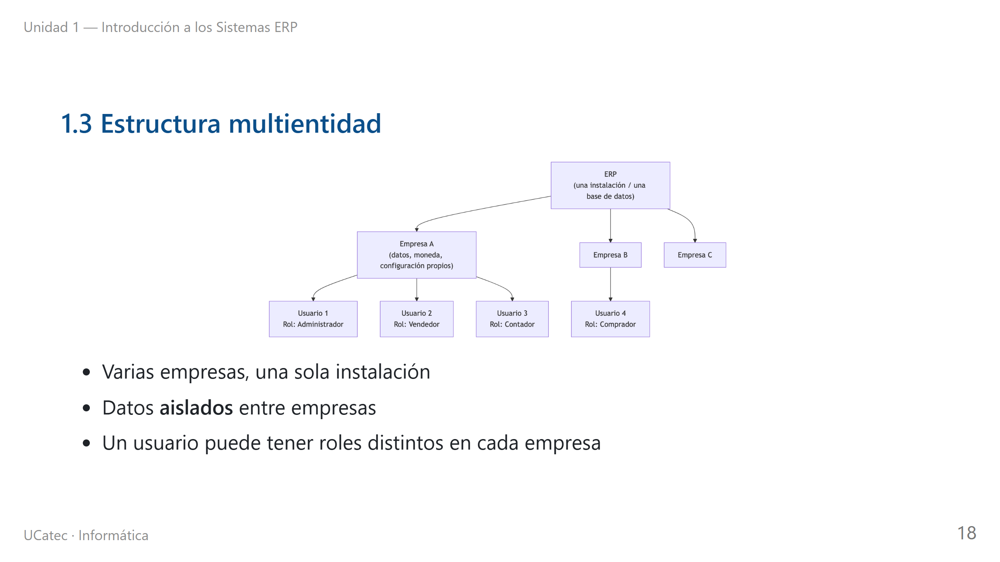 Unidad 1 — Introducción a los Sistemas ERP
1.3 Estructura multientidad
ERP
(una instalación / una
base de datos)
Empresa A
(datos, moneda,
configuración propios)
Empresa B
Empresa C
Usuario 1
Rol: Administrador
Usuario 2
Rol: Vendedor
Usuario 3
Rol: Contador
Usuario 4
Rol: Comprador
• Varias empresas, una sola instalación
• Datos aislados entre empresas
• Un usuario puede tener roles distintos en cada empresa
UCatec · Informática
18